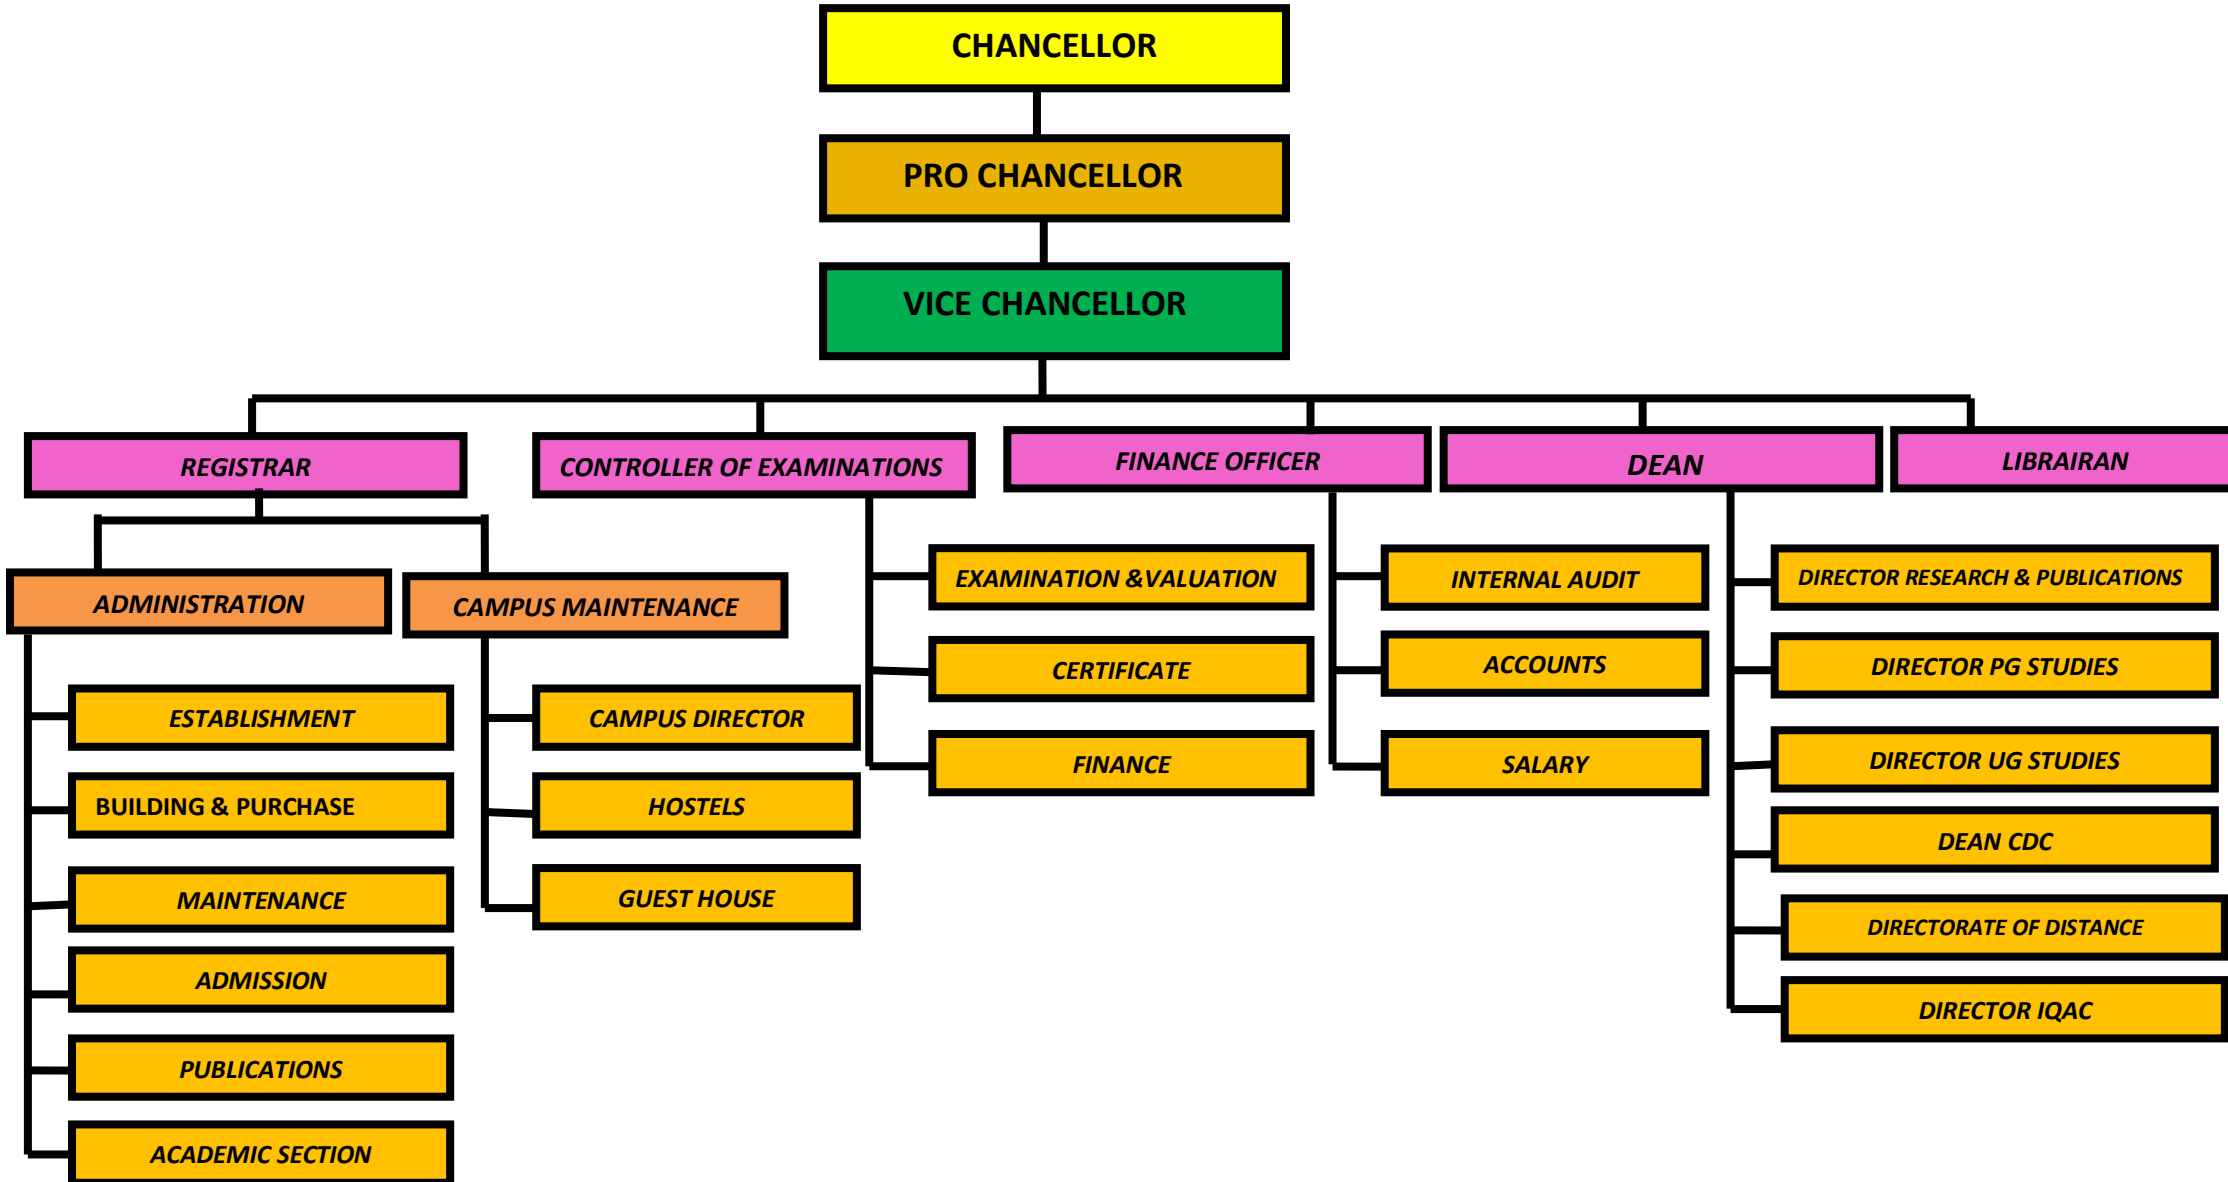 CHANCELLOR
PRO CHANCELLOR
VICE CHANCELLOR
REGISTRAR
CONTROLLER OF EXAMINATIONS
FINANCE OFFICER
DEAN
LIBRAIRAN
ADMINISTRATION
CAMPUS MAINTENANCE
ESTABLISHMENT
BUILDING & PURCHASE
MAINTENANCE
ADMISSION
PUBLICATIONS
ACADEMIC SECTION
CAMPUS DIRECTOR
HOSTELS
GUEST HOUSE
EXAMINATION &VALUATION
CERTIFICATE
FINANCE
INTERNAL AUDIT
ACCOUNTS
SALARY
DIRECTOR RESEARCH & PUBLICATIONS
DIRECTOR PG STUDIES
DIRECTOR UG STUDIES
DEAN CDC
DIRECTORATE OF DISTANCE
DIRECTOR IQAC